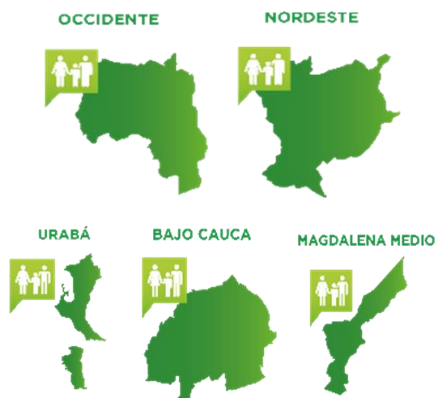 OCCIDENTE
NORDESTE
URABÁ
BAJO CAUCA
MAGDALENA MEDIO